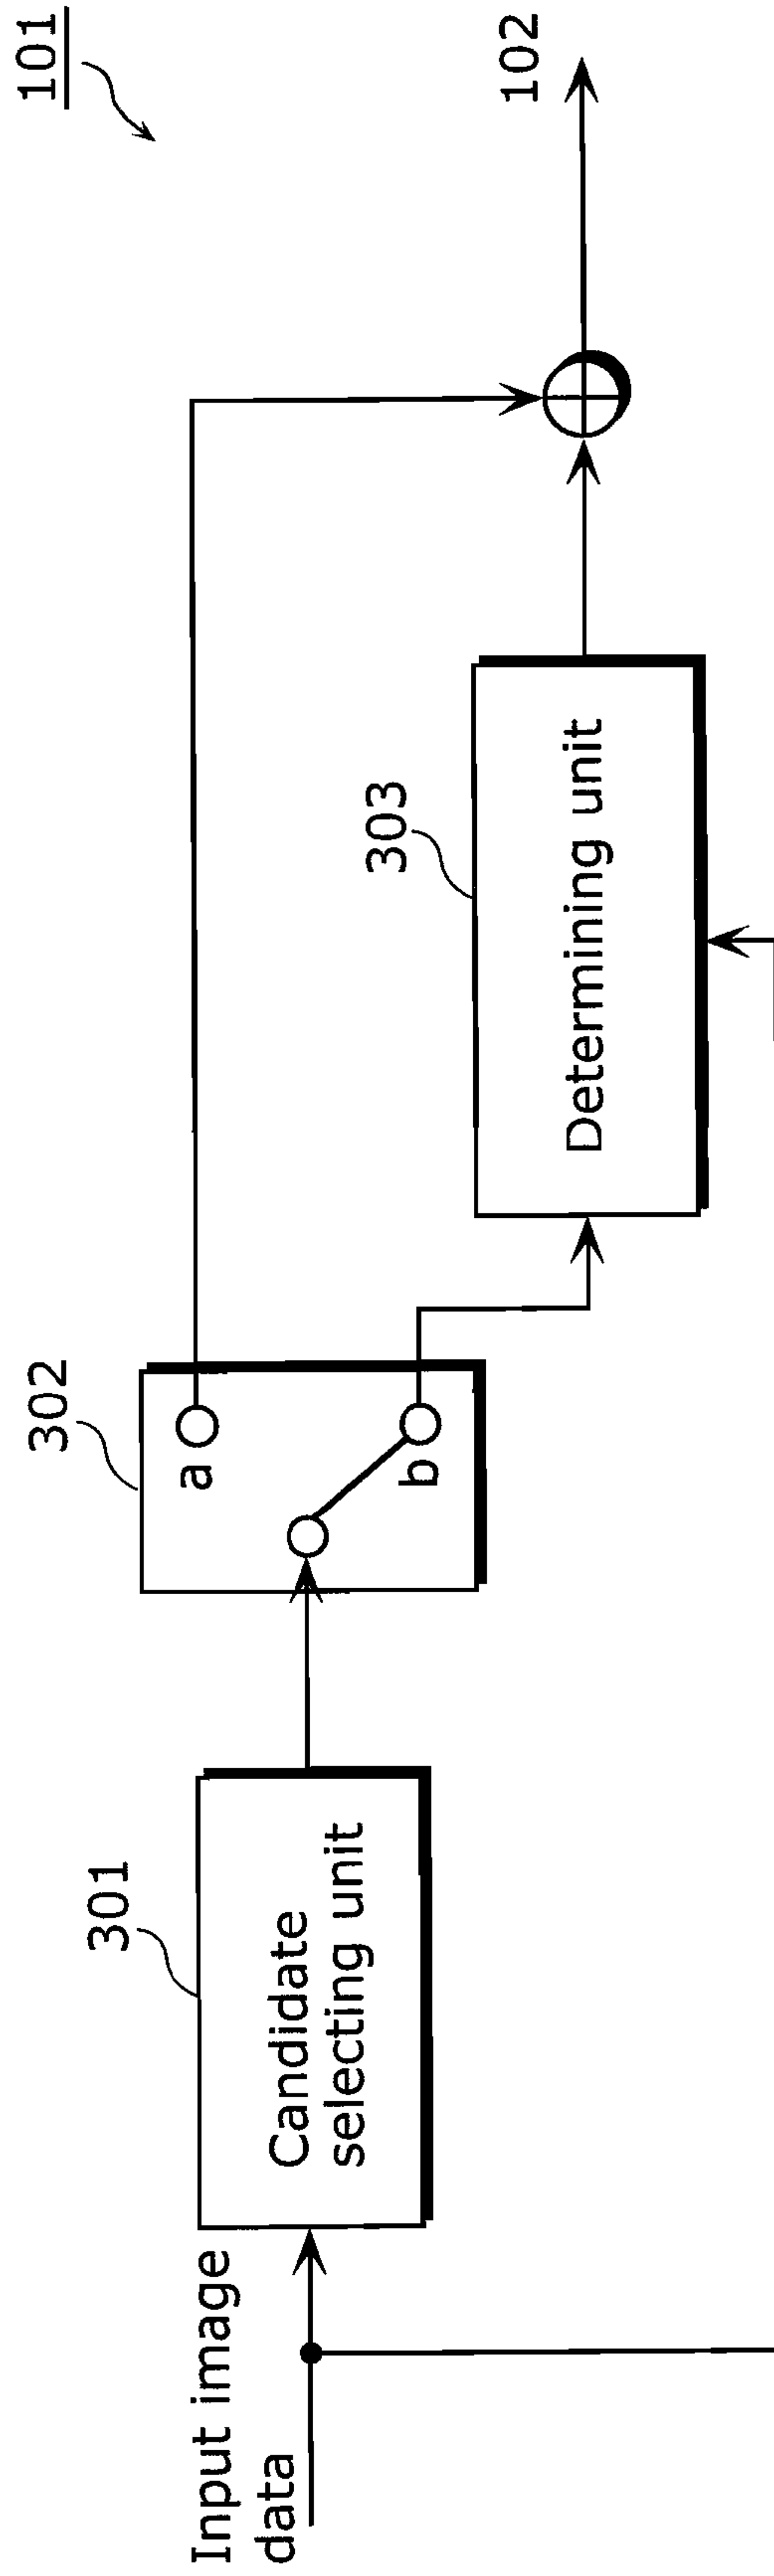 101
Input image
data
301
Candidate
selecting unit
302
a
b
303
Determining unit
102